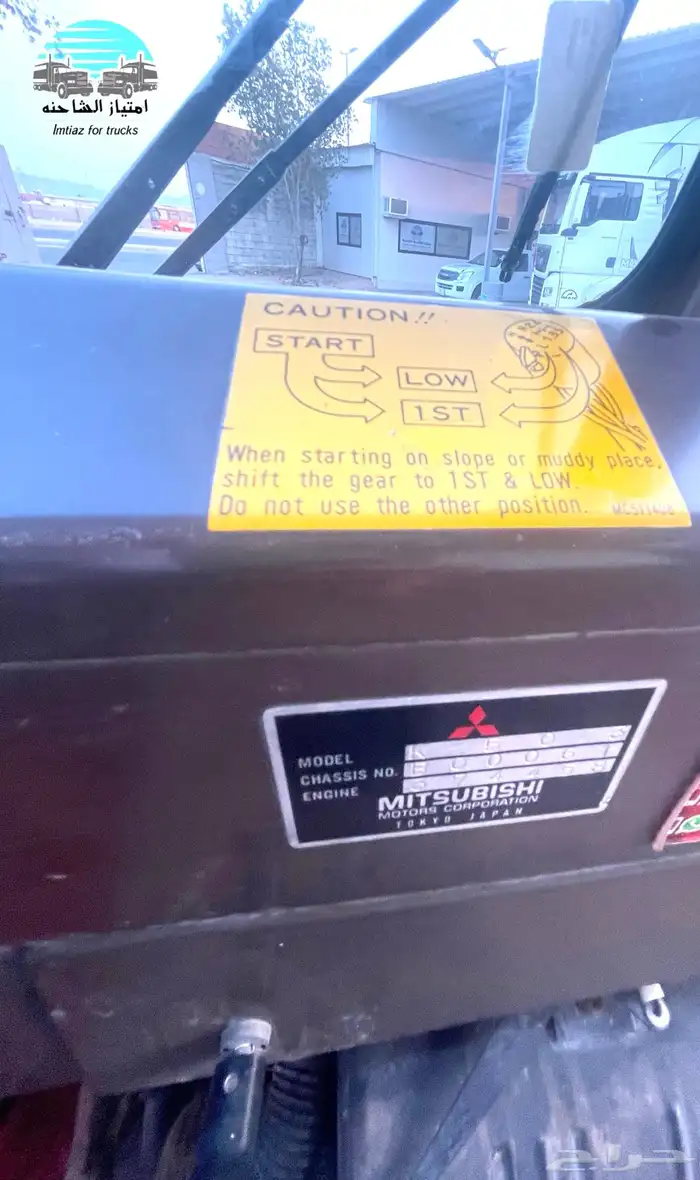 امتياز الشاحنه
Imtiaz for trucks
CAUTION!!
START
LOW
1ST
When starting on slope or muddy place,
shift the gear to 1ST & LOW.
Do not use the other position.
MODEL
CHASSIS NO.
ENGINE
MITSUBISHI
MOTORS CORPORATION
TOKYO JAPAN
حراج